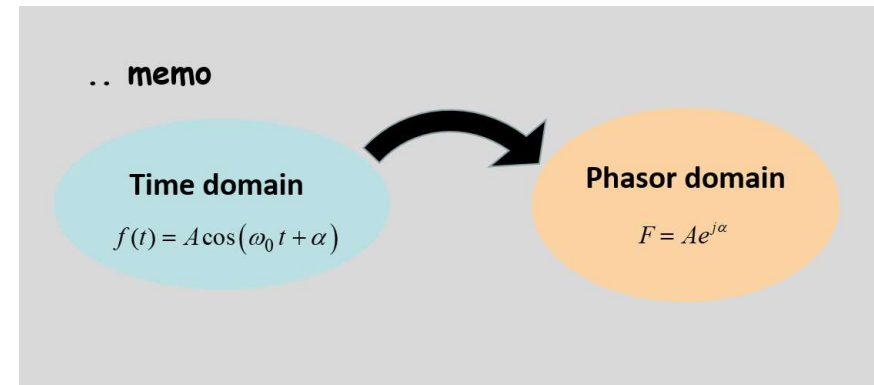 .. memo
Time domain
f(t) = A cos(ω₀ t + α)
Phasor domain
F = Ae^{jα}